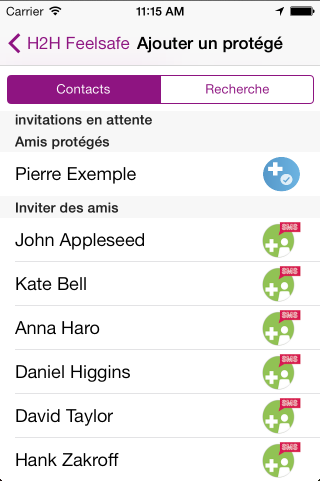 Carrier 11:15 AM
H2H Feelsafe Ajouter un protégé
Contacts Recherche
invitations en attente
Amis protégés
Pierre Exemple
Inviter des amis
SMS
John Appleseed
SMS
Kate Bell
SMS
Anna Haro
SMS
Daniel Higgins
SMS
David Taylor
SMS
Hank Zakroff